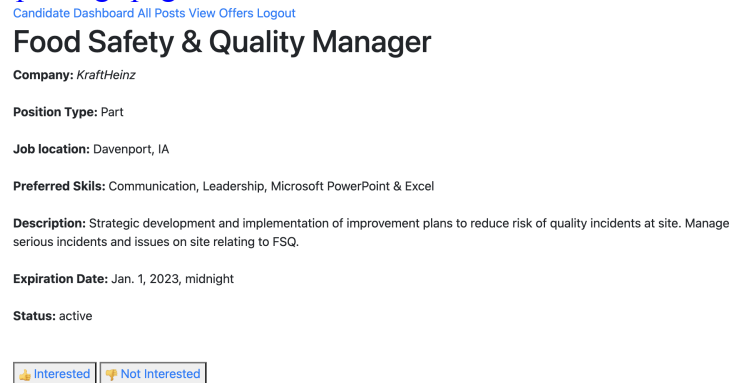 Candidate Dashboard All Posts View Offers Logout
Food Safety & Quality Manager
Company: KraftHeinz
Position Type: Part
Job location: Davenport, IA
Preferred Skils: Communication, Leadership, Microsoft PowerPoint & Excel
Description: Strategic development and implementation of improvement plans to reduce risk of quality incidents at site. Manage
serious incidents and issues on site relating to FSQ.
Expiration Date: Jan. 1, 2023, midnight
Status: active
👍 Interested 👎 Not Interested